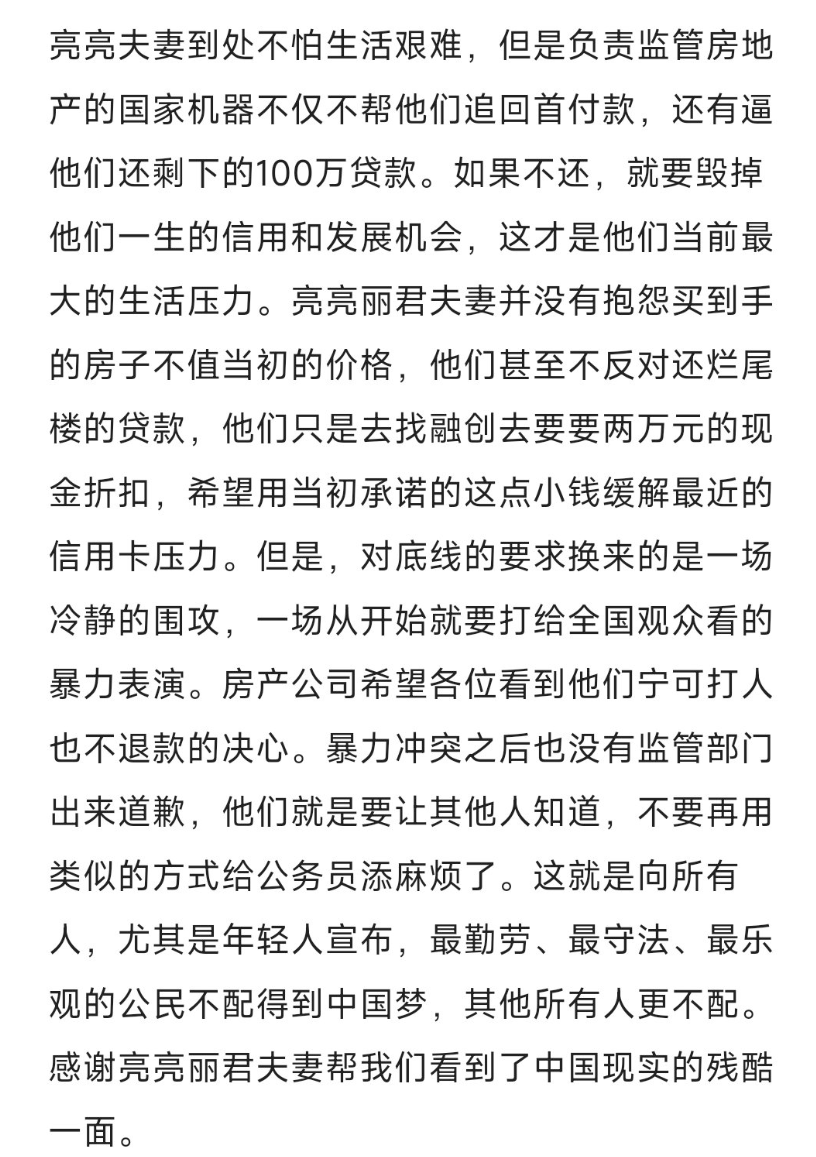 亮亮夫妻到处不怕生活艰难，但是负责监管房地
产的国家机器不仅不帮他们追回首付款，还有逼
他们还剩下的100万贷款。如果不还，就要毁掉
他们一生的信用和发展机会，这才是他们当前最
大的生活压力。亮亮丽君夫妻并没有抱怨买到手
的房子不值当初的价格，他们甚至不反对还烂尾
楼的贷款，他们只是去找融创去要要两万元的现
金折扣，希望用当初承诺的这点小钱缓解最近的
信用卡压力。但是，对底线的要求换来的是一场
冷静的围攻，一场从开始就要打给全国观众看的
暴力表演。房产公司希望各位看到他们宁可打人
也不退款的决心。暴力冲突之后也没有监管部门
出来道歉，他们就是要让其他人知道，不要再用
类似的方式给公务员添麻烦了。这就是向所有
人，尤其是年轻人宣布，最勤劳、最守法、最乐
观的公民不配得到中国梦，其他所有人更不配。
感谢亮亮丽君夫妻帮我们看到了中国现实的残酷
一面。